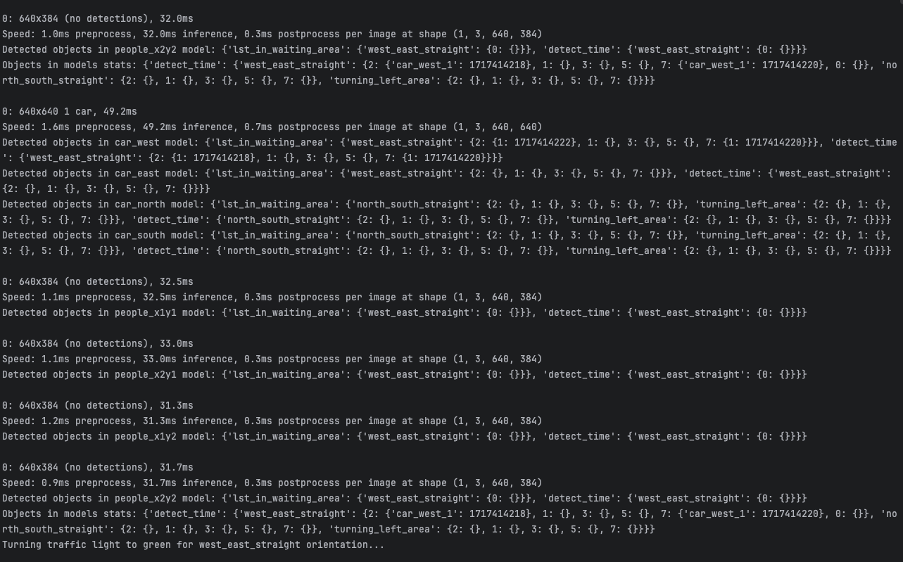 0: 640x384 (no detections), 32.0ms
Speed: 1.0ms preprocess, 32.0ms inference, 0.3ms postprocess per image at shape (1, 3, 640, 384)
Detected objects in people_x2y2 model: {'lst_in_waiting_area': {'west_east_straight': {0: {}}}, 'detect_time': {'west_east_straight': {0: {}}}}
Objects in models stats: {'detect_time': {'west_east_straight': {2: {'car_west_1': 1717414218}, 1: {}, 3: {}, 5: {}, 7: {'car_west_1': 1717414220}, 0: {}}, 'no
rth_south_straight': {2: {}, 1: {}, 3: {}, 5: {}, 7: {}}, 'turning_left_area': {2: {}, 1: {}, 3: {}, 5: {}, 7: {}}}}
0: 640x640 1 car, 49.2ms
Speed: 1.6ms preprocess, 49.2ms inference, 0.7ms postprocess per image at shape (1, 3, 640, 640)
Detected objects in car_west model: {'lst_in_waiting_area': {'west_east_straight': {2: {1: 1717414222}, 1: {}, 3: {}, 5: {}, 7: {1: 1717414220}}}, 'detect_time
': {'west_east_straight': {2: {1: 1717414218}, 1: {}, 3: {}, 5: {}, 7: {1: 1717414220}}}}
Detected objects in car_east model: {'lst_in_waiting_area': {'west_east_straight': {2: {}, 1: {}, 3: {}, 5: {}, 7: {}}}, 'detect_time': {'west_east_straight': 
{2: {}, 1: {}, 3: {}, 5: {}, 7: {}}}}
Detected objects in car_north model: {'lst_in_waiting_area': {'north_south_straight': {2: {}, 1: {}, 3: {}, 5: {}, 7: {}}, 'turning_left_area': {2: {}, 1: {}, 
3: {}, 5: {}, 7: {}}}, 'detect_time': {'north_south_straight': {2: {}, 1: {}, 3: {}, 5: {}, 7: {}}, 'turning_left_area': {2: {}, 1: {}, 3: {}, 5: {}, 7: {}}}}
Detected objects in car_south model: {'lst_in_waiting_area': {'north_south_straight': {2: {}, 1: {}, 3: {}, 5: {}, 7: {}}, 'turning_left_area': {2: {}, 1: {}, 
3: {}, 5: {}, 7: {}}}, 'detect_time': {'north_south_straight': {2: {}, 1: {}, 3: {}, 5: {}, 7: {}}, 'turning_left_area': {2: {}, 1: {}, 3: {}, 5: {}, 7: {}}}}
0: 640x384 (no detections), 32.5ms
Speed: 1.1ms preprocess, 32.5ms inference, 0.3ms postprocess per image at shape (1, 3, 640, 384)
Detected objects in people_x1y1 model: {'lst_in_waiting_area': {'west_east_straight': {0: {}}}, 'detect_time': {'west_east_straight': {0: {}}}}
0: 640x384 (no detections), 33.0ms
Speed: 1.1ms preprocess, 33.0ms inference, 0.3ms postprocess per image at shape (1, 3, 640, 384)
Detected objects in people_x2y1 model: {'lst_in_waiting_area': {'west_east_straight': {0: {}}}, 'detect_time': {'west_east_straight': {0: {}}}}
0: 640x384 (no detections), 31.3ms
Speed: 1.2ms preprocess, 31.3ms inference, 0.3ms postprocess per image at shape (1, 3, 640, 384)
Detected objects in people_x1y2 model: {'lst_in_waiting_area': {'west_east_straight': {0: {}}}, 'detect_time': {'west_east_straight': {0: {}}}}
0: 640x384 (no detections), 31.7ms
Speed: 0.9ms preprocess, 31.7ms inference, 0.3ms postprocess per image at shape (1, 3, 640, 384)
Detected objects in people_x2y2 model: {'lst_in_waiting_area': {'west_east_straight': {0: {}}}, 'detect_time': {'west_east_straight': {0: {}}}}
Objects in models stats: {'detect_time': {'west_east_straight': {2: {'car_west_1': 1717414218}, 1: {}, 3: {}, 5: {}, 7: {'car_west_1': 1717414220}, 0: {}}, 'no
rth_south_straight': {2: {}, 1: {}, 3: {}, 5: {}, 7: {}}, 'turning_left_area': {2: {}, 1: {}, 3: {}, 5: {}, 7: {}}}}
Turning traffic light to green for west_east_straight orientation...